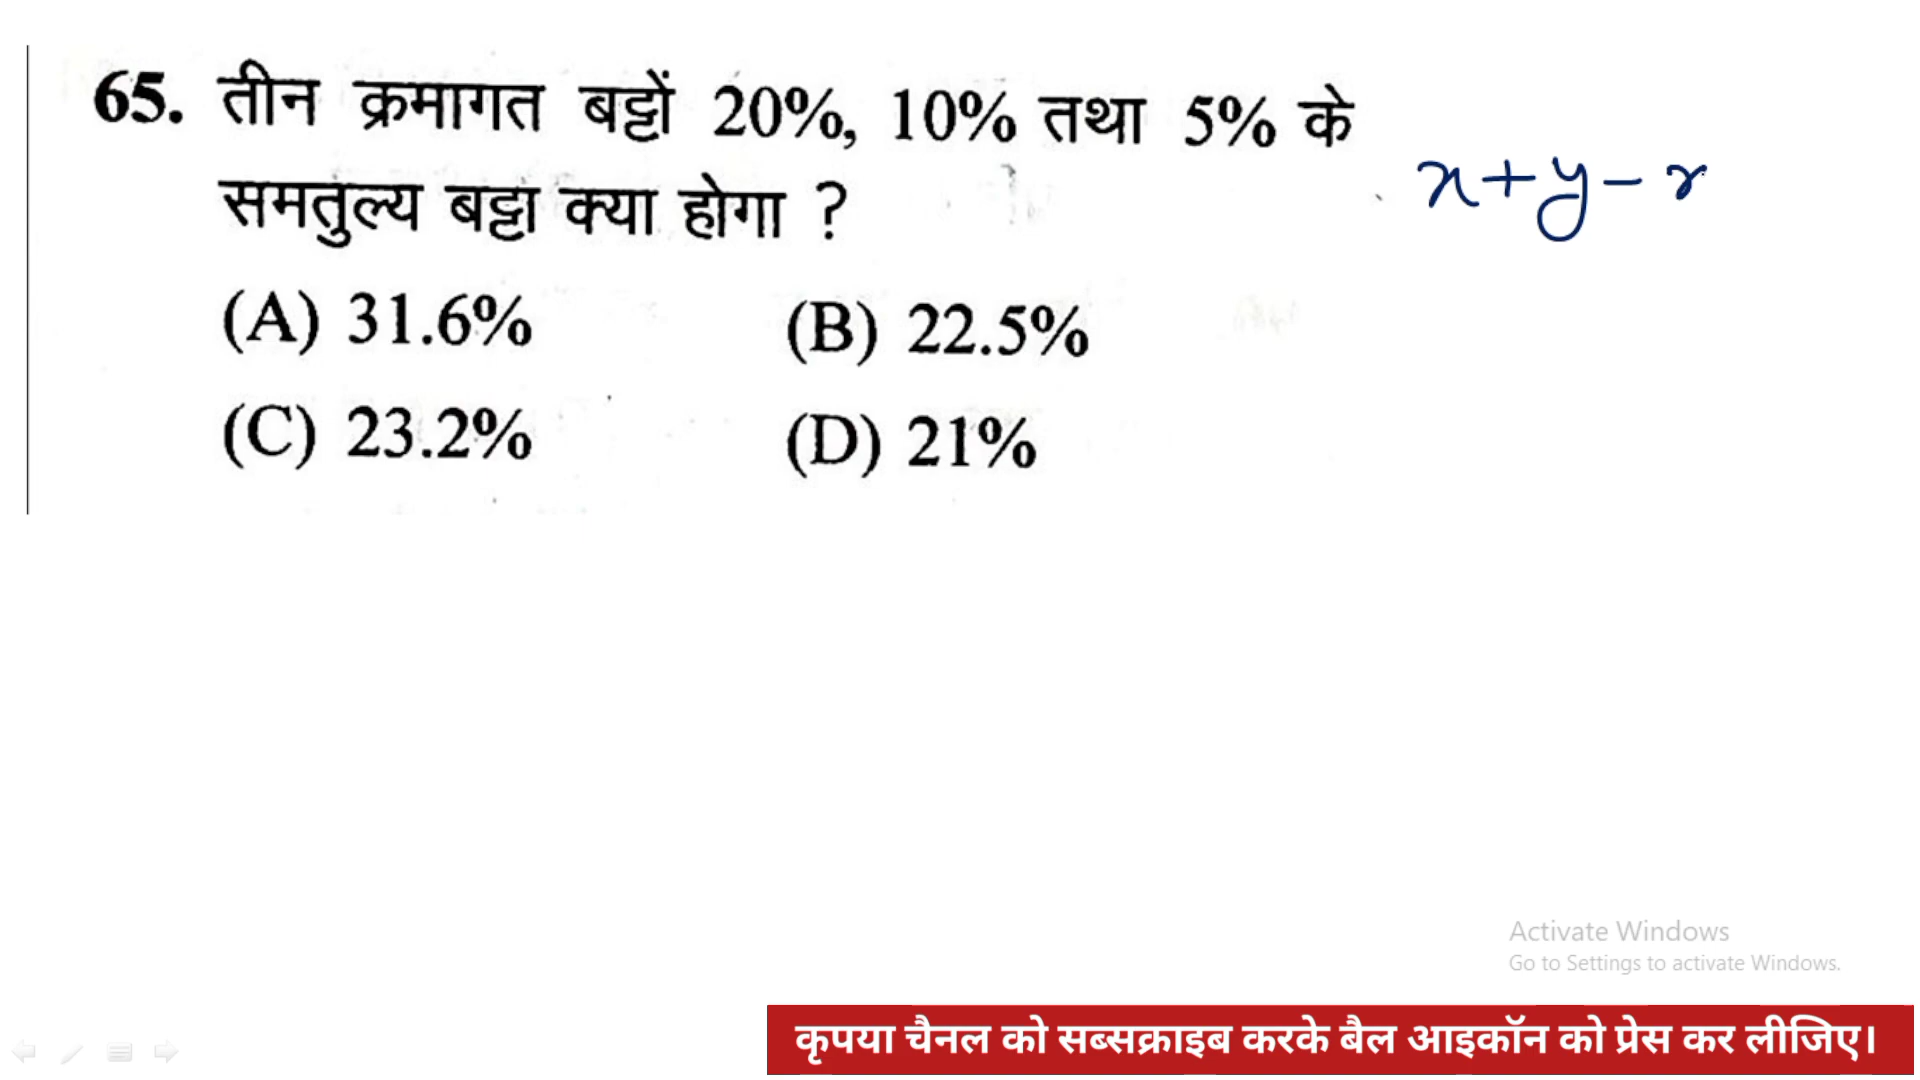 65. तीन क्रमागत बट्टों 20%, 10% तथा 5% के
समतुल्य बट्टा क्या होगा ?
x+y-x
(A) 31.6% (B) 22.5%
(C) 23.2% (D) 21%
Activate Windows
Go to Settings to activate Windows.
कृपया चैनल को सब्सक्राइब करके बैल आइकॉन को प्रेस कर लीजिए।